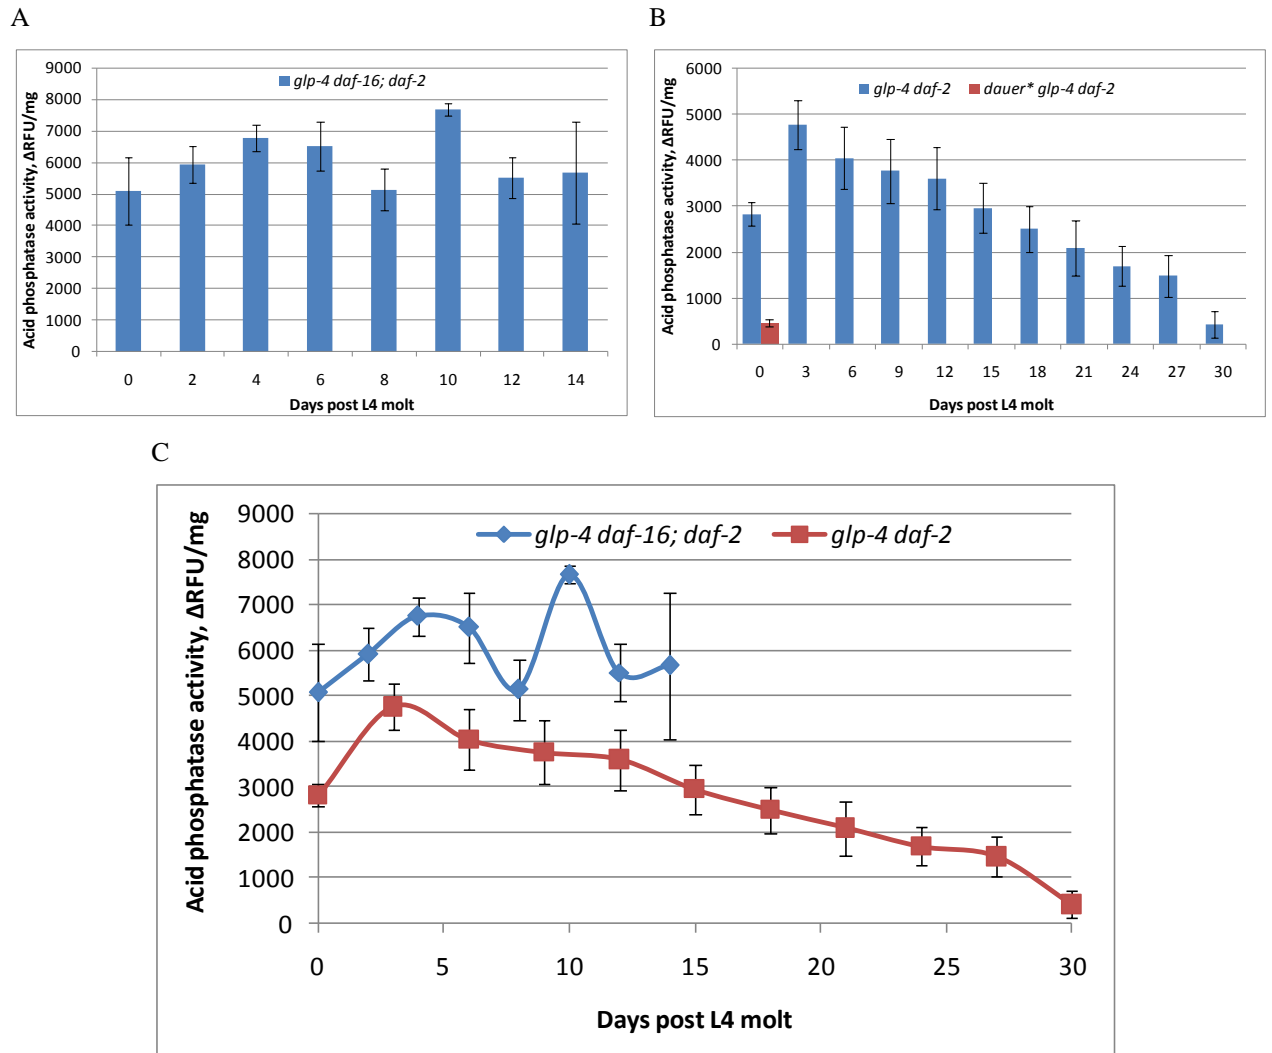 A
Acid phosphatase activity, ΔRFU/mg
glp-4 daf-16; daf-2
9000
8000
7000
6000
5000
4000
3000
2000
1000
0
0 2 4 6 8 10 12 14
Days post L4 molt
B
Acid phosphatase activity, ΔRFU/mg
glp-4 daf-2 dauer* glp-4 daf-2
6000
5000
4000
3000
2000
1000
0
0 3 6 9 12 15 18 21 24 27 30
Days post L4 molt
C
Acid phosphatase activity, ΔRFU/mg
glp-4 daf-16; daf-2 glp-4 daf-2
9000
8000
7000
6000
5000
4000
3000
2000
1000
0
0 5 10 15 20 25 30
Days post L4 molt